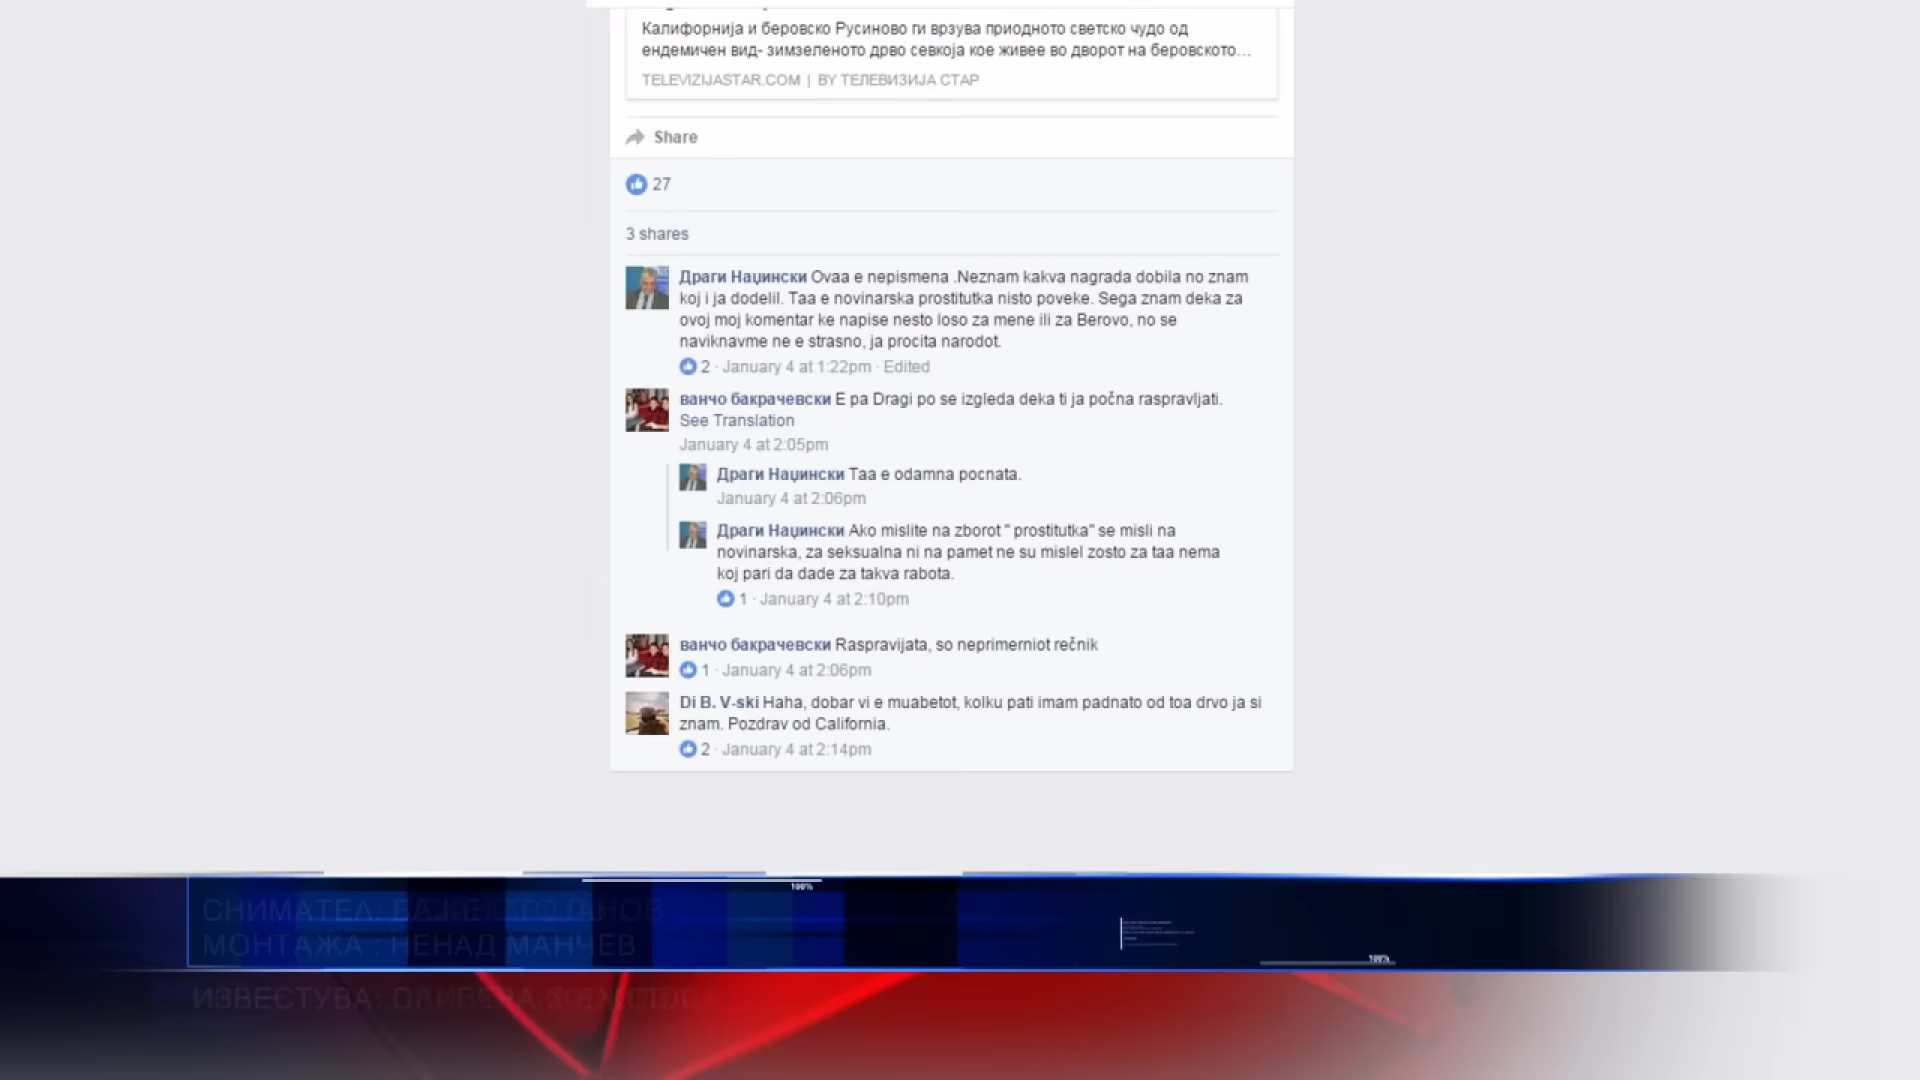 Калифорнија и беровско Русиново ги врзува приодното светско чудо од
ендемичен вид- зимзеленото дрво севкоја кое живее во дворот на беровското...
TELEVIZIJASTAR.COM | BY ТЕЛЕВИЗИЈА СТАР
Share
27
3 shares
Драги Наџински Ovaa e nepismena .Neznam kakva nagrada dobila no znam
koj i ja dodelil. Taa e novinarska prostitutka nisto poveke. Sega znam deka za
ovoj moj komentar ke napise nesto loso za mene ili za Berovo, no se
naviknavme ne e strasno, ja procita narodot.
2 · January 4 at 1:22pm · Edited
ванчо бакрачевски E pa Dragi po se izgleda deka ti ja počna raspravljati.
See Translation
January 4 at 2:05pm
Драги Наџински Taa e odamna pocnata.
January 4 at 2:06pm
Драги Наџински Ako mislite na zborot " prostitutka" se misli na
novinarska, za seksualna ni na pamet ne su mislel zosto za taa nema
koj pari da dade za takva rabota.
1 · January 4 at 2:10pm
ванчо бакрачевски Raspravijata, so neprimerniot rečnik
1 · January 4 at 2:06pm
Di B. V-ski Haha, dobar vi e muabetot, kolku pati imam padnato od toa drvo ja si
znam. Pozdrav od California.
2 · January 4 at 2:14pm
100%
СНИМАТЕЛ
МОНТАЖА : НЕНАД МАНЧЕВ
100%
ИЗВЕСТУВА: